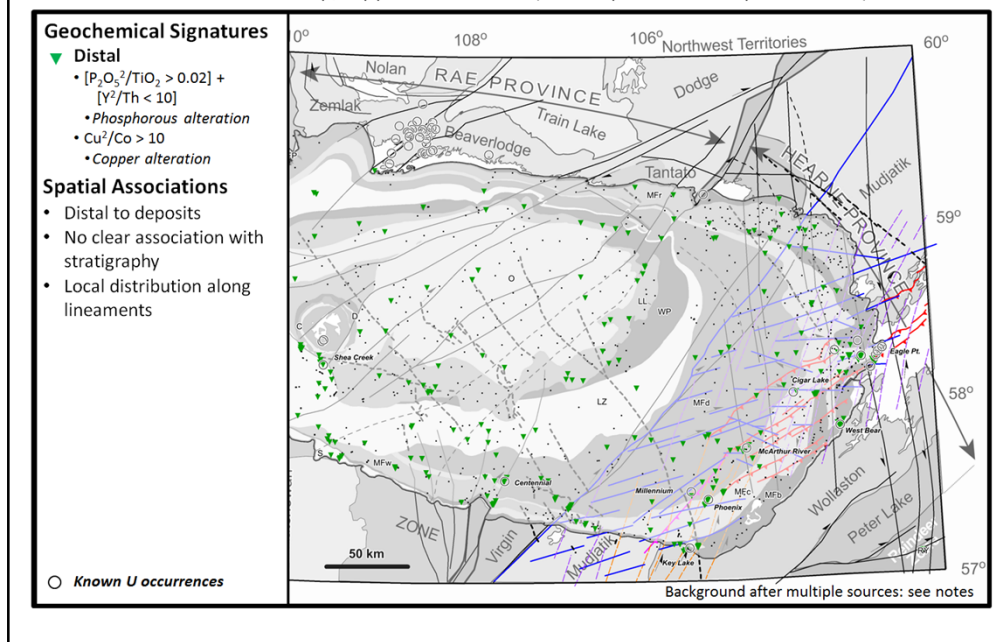 Geochemical Signatures
Distal
• [P₂O₅²/TiO₂ > 0.02] +
[Y²/Th < 10]
• Phosphorous alteration
• Cu²/Co > 10
• Copper alteration
Spatial Associations
• Distal to deposits
• No clear association with
stratigraphy
• Local distribution along
lineaments
Known U occurrences
108°
106°
Northwest Territories
60°
Nolan
RAE PROVINCE
Dodge
Zemlak
Train Lake
Beaverlodge
Tantato
HEARNE PROVINCE
Mudjatik
MFr
59°
O
LL
WP
C
D
Shea Creek
Eagle Pt.
Cigar Lake
58°
LZ
MFd
West Bear
McArthur River
S
MFw
Centennial
Millennium
MFc
MFb
Phoenix
Wollaston
Peter Lake
ZONE
Virgin
Mudjatik
Key Lake
57°
50 km
Background after multiple sources: see notes